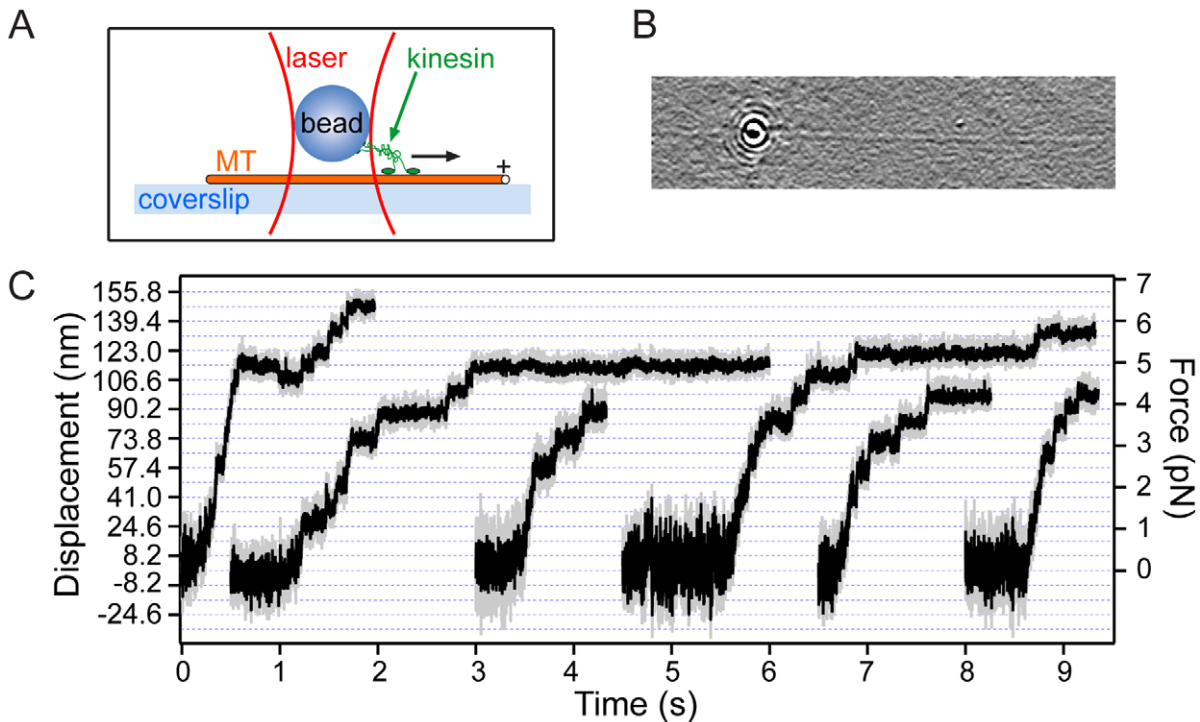 A
laser
kinesin
bead
MT
+
coverslip
B
C
Displacement (nm)
155.8
139.4
123.0
106.6
90.2
73.8
57.4
41.0
24.6
8.2
-8.2
-24.6
7
6
5
4
3
2
1
0
Force (pN)
0 1 2 3 4 5 6 7 8 9
Time (s)